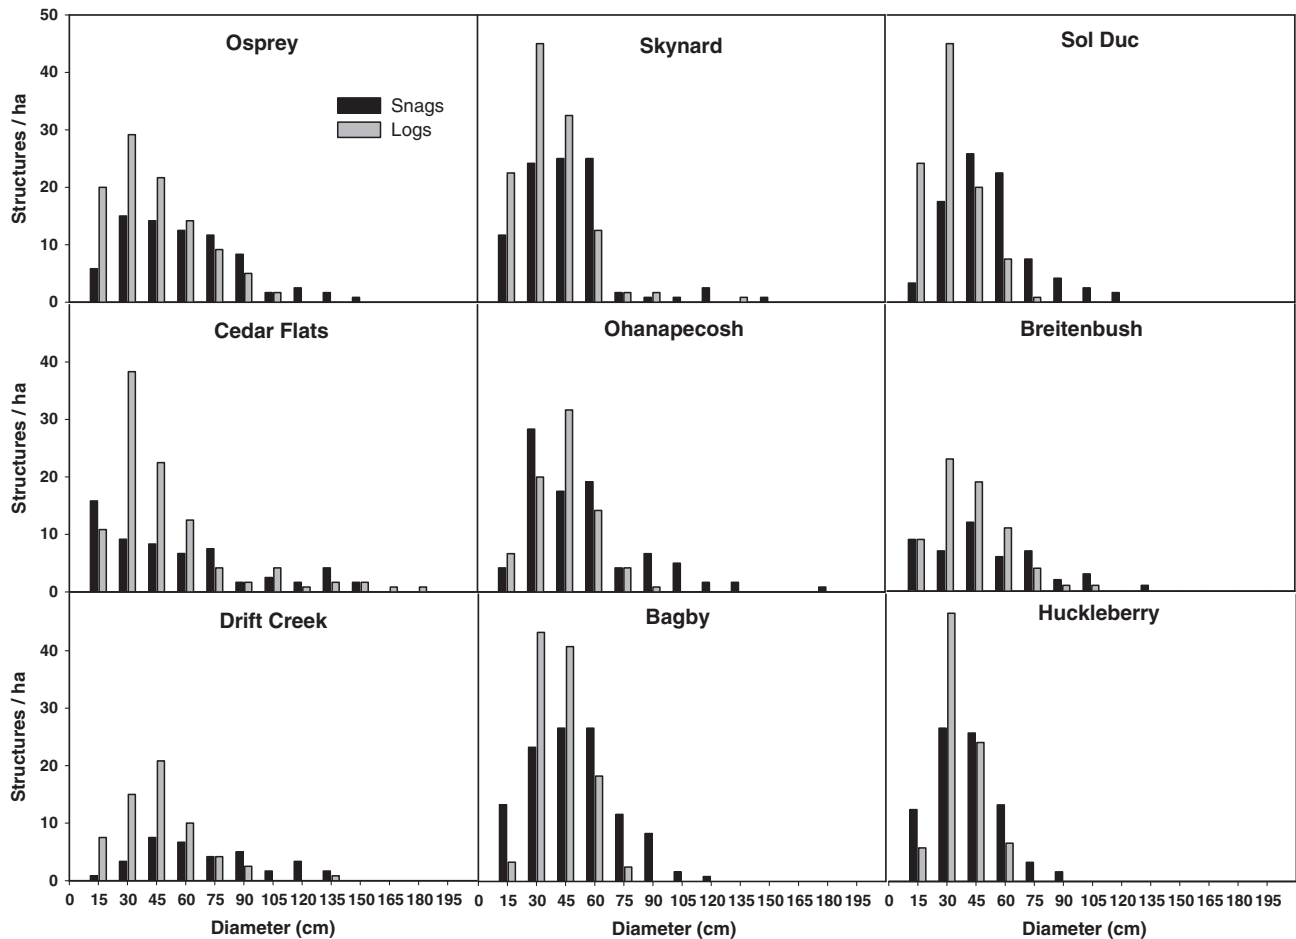 Osprey
Skynard
Sol Duc
Snags
Logs
Structures / ha
50
40
30
20
10
0
Cedar Flats
Ohanapecosh
Breitenbush
Structures / ha
40
30
20
10
0
Drift Creek
Bagby
Huckleberry
Structures / ha
40
30
20
10
0
0 15 30 45 60 75 90 105 120 135 150 165 180 195
0 15 30 45 60 75 90 105 120 135 150 165 180 195
0 15 30 45 60 75 90 105 120 135 150 165 180 195
Diameter (cm)
Diameter (cm)
Diameter (cm)